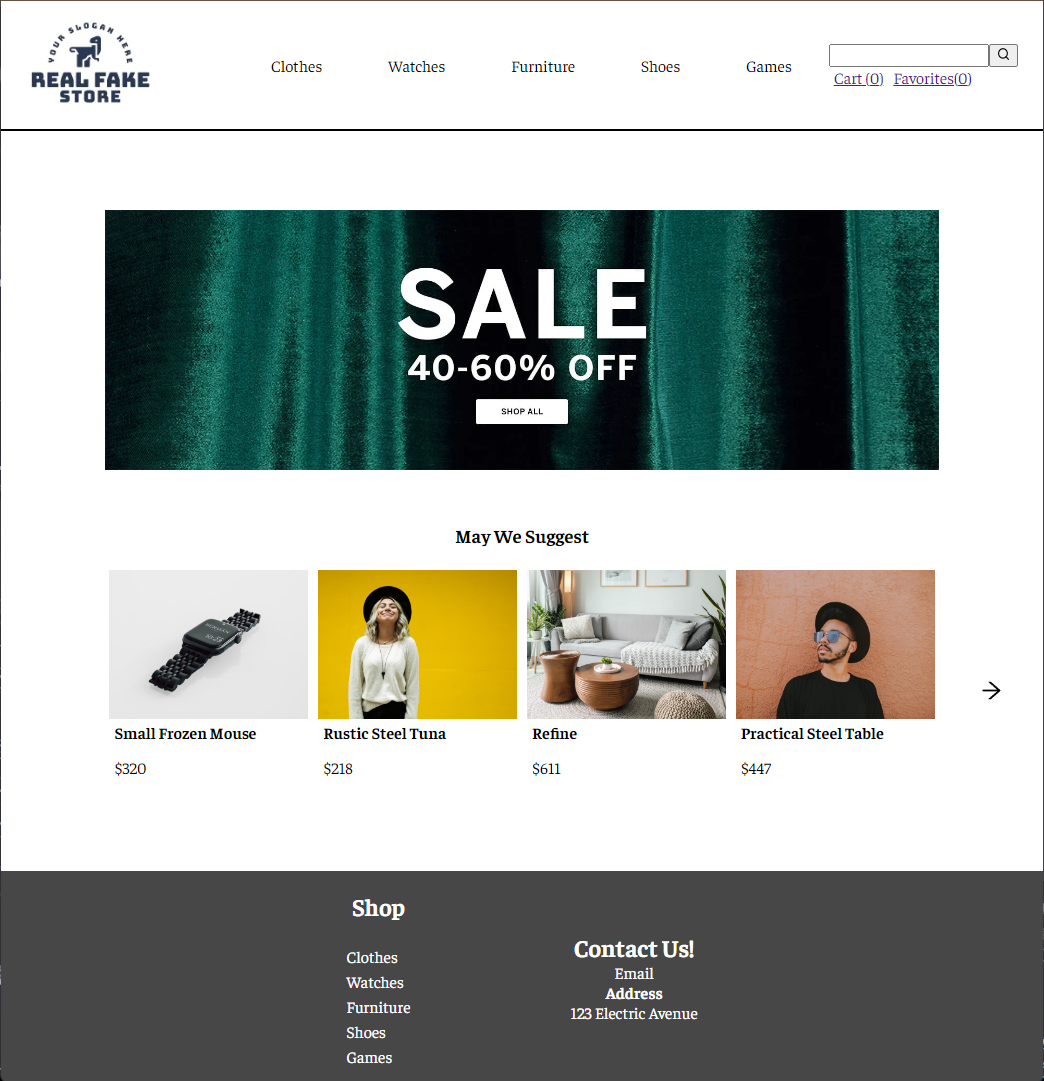 YOUR SLOGAN HERE
REAL FAKE
STORE
Clothes Watches Furniture Shoes Games
Cart (0) Favorites(0)
SALE
40-60% OFF
SHOP ALL
May We Suggest
Small Frozen Mouse Rustic Steel Tuna Refine Practical Steel Table
$320 $218 $611 $447
Shop
Clothes
Watches
Furniture
Shoes
Games
Contact Us!
Email
Address
123 Electric Avenue